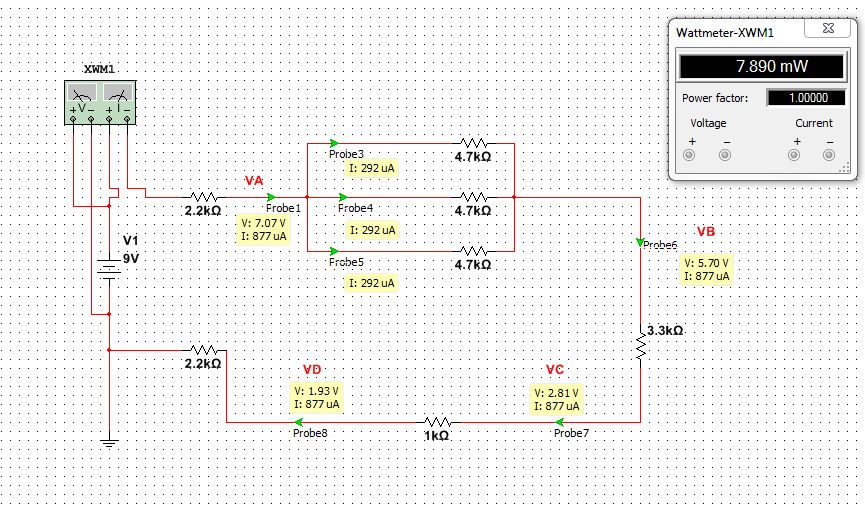 Wattmeter-XWM1
7.890 mW
Power factor: 1.00000
Voltage Current
+ - + -
XWM1
+ V - + I -
Probe3
I: 292 uA
4.7kΩ
VA
2.2kΩ
Probe1
V: 7.07 V
I: 877 uA
Probe4
I: 292 uA
4.7kΩ
Probe5
I: 292 uA
4.7kΩ
V1
9V
VB
Probe6
V: 5.70 V
I: 877 uA
3.3kΩ
2.2kΩ
VD
V: 1.93 V
I: 877 uA
Probe8
1kΩ
VC
V: 2.81 V
I: 877 uA
Probe7